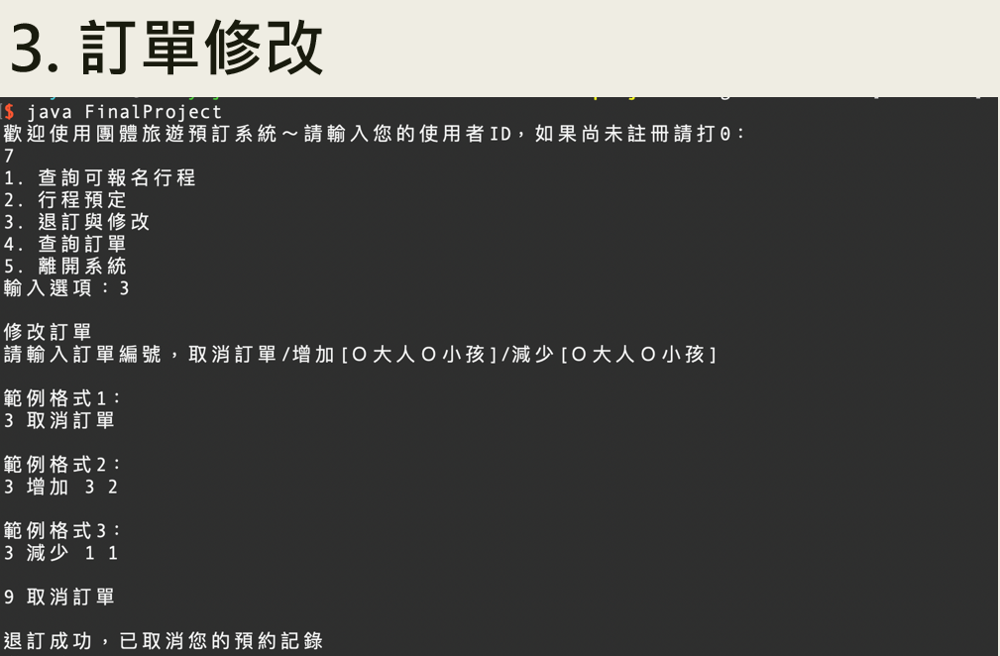 3. 訂單修改
$ java FinalProject
歡迎使用團體旅遊預訂系統～請輸入您的使用者ID，如果尚未註冊請打0：
7
1. 查詢可報名行程
2. 行程預定
3. 退訂與修改
4. 查詢訂單
5. 離開系統
輸入選項：3
修改訂單
請輸入訂單編號，取消訂單/增加[O大人O小孩]/減少[O大人O小孩]
範例格式1：
3 取消訂單
範例格式2：
3 增加 3 2
範例格式3：
3 減少 1 1
9 取消訂單
退訂成功，已取消您的預約記錄